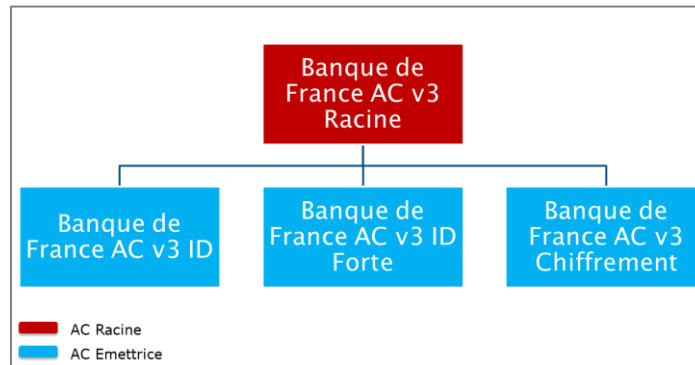 Banque de
France AC v3
Racine
Banque de
France AC v3 ID
Banque de
France AC v3 ID
Forte
Banque de
France AC v3
Chiffrement
AC Racine
AC Emettrice